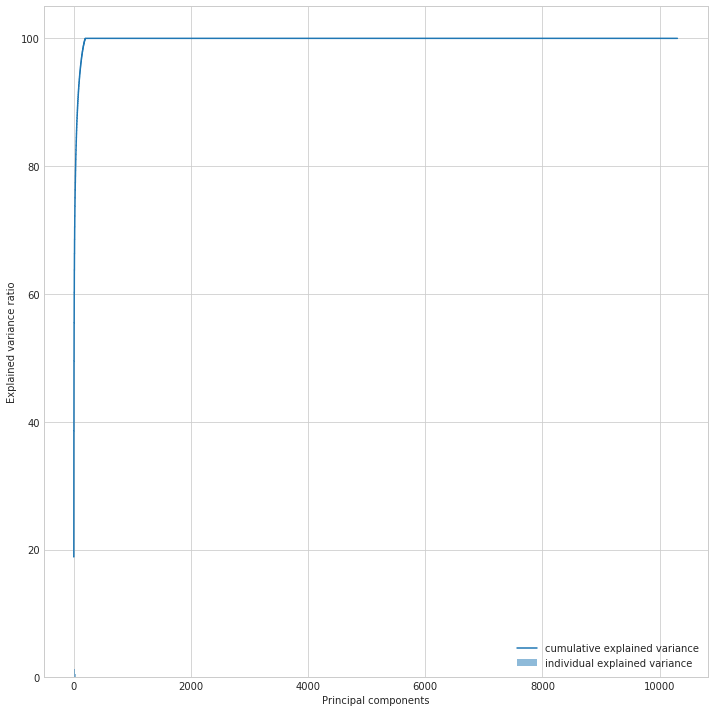 100
80
60
40
20
0
Explained variance ratio
cumulative explained variance
individual explained variance
0 2000 4000 6000 8000 10000
Principal components